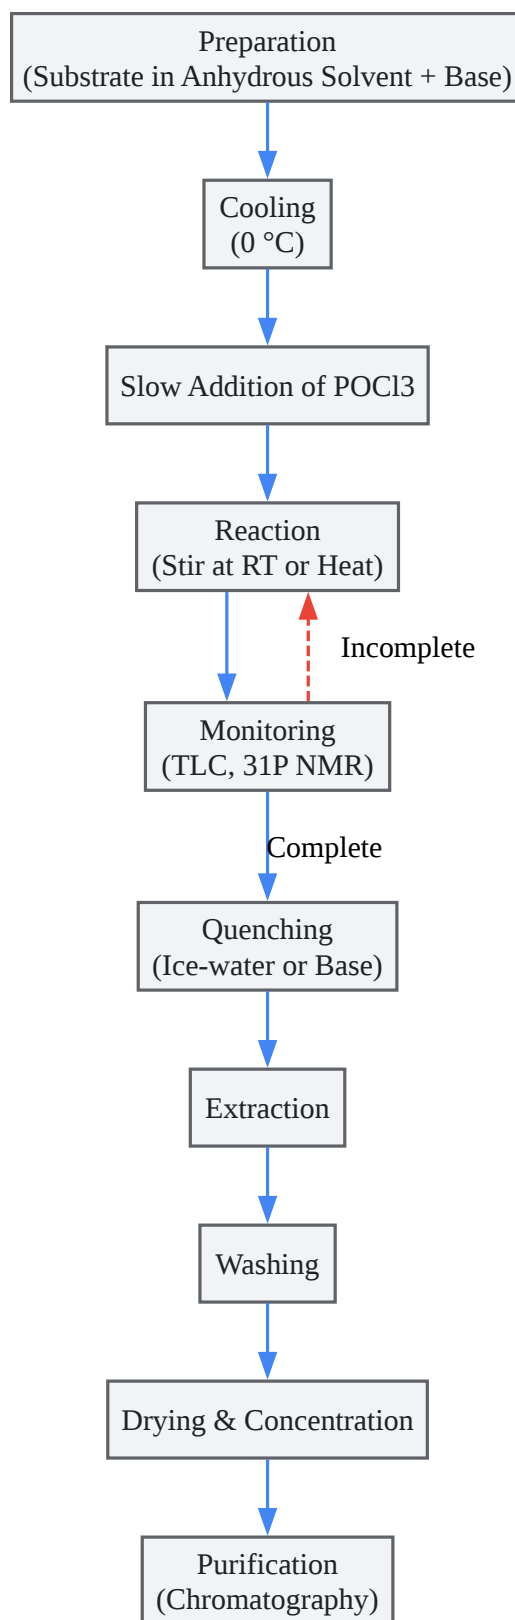 Preparation
(Substrate in Anhydrous Solvent + Base)
Cooling
(0 °C)
Slow Addition of POCl3
Reaction
(Stir at RT or Heat)
Incomplete
Monitoring
(TLC, 31P NMR)
Complete
Quenching
(Ice-water or Base)
Extraction
Washing
Drying & Concentration
Purification
(Chromatography)